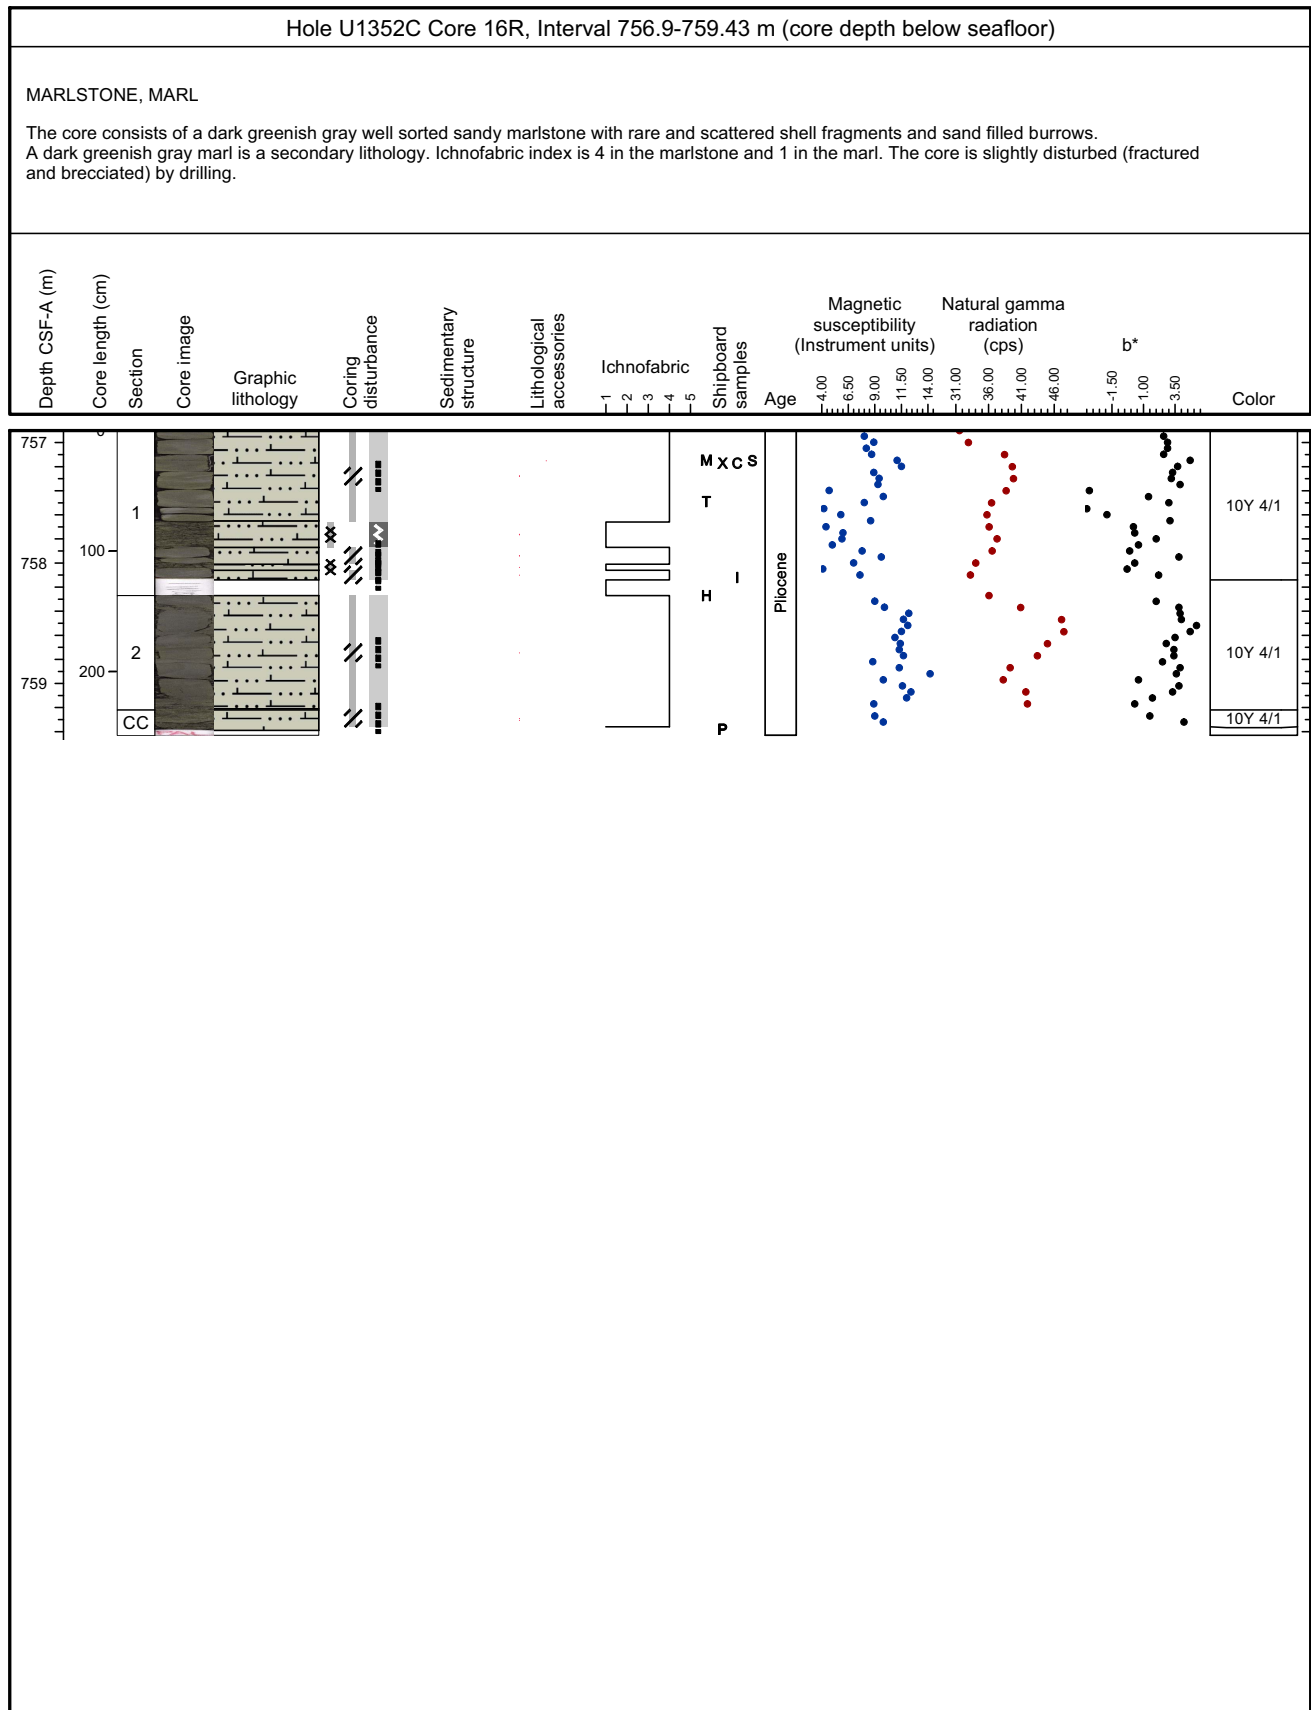 Hole U1352C Core 16R, Interval 756.9-759.43 m (core depth below seafloor)
MARLSTONE, MARL
The core consists of a dark greenish gray well sorted sandy marlstone with rare and scattered shell fragments and sand filled burrows.
A dark greenish gray marl is a secondary lithology. Ichnofabric index is 4 in the marlstone and 1 in the marl. The core is slightly disturbed (fractured
and brecciated) by drilling.
Depth CSF-A (m)
Core length (cm)
Section
Core image
Graphic
lithology
Coring
disturbance
Sedimentary
structure
Lithological
accessories
Ichnofabric
1 2 3 4 5
Shipboard
samples
Age
Magnetic
susceptibility
(Instrument units)
4.00 6.50 9.00 11.50 14.00
Natural gamma
radiation
(cps)
31.00 36.00 41.00 46.00
b*
-1.50 1.00 3.50
Color
757
758
759
0
100
200
1
2
CC
M X C S
T
I
H
P
Pliocene
10Y 4/1
10Y 4/1
10Y 4/1